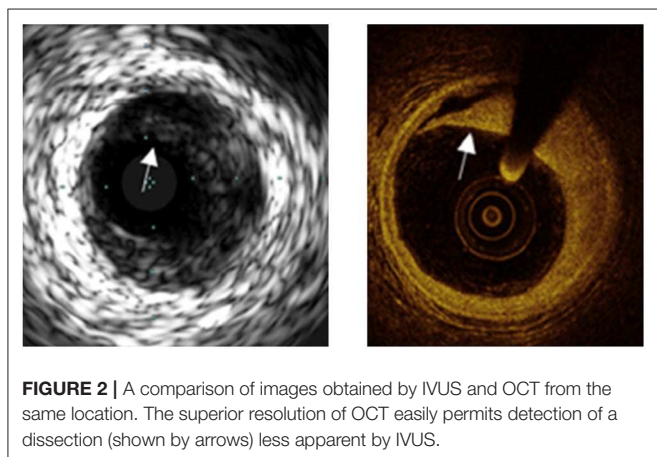 FIGURE 2 | A comparison of images obtained by IVUS and OCT from the
same location. The superior resolution of OCT easily permits detection of a
dissection (shown by arrows) less apparent by IVUS.